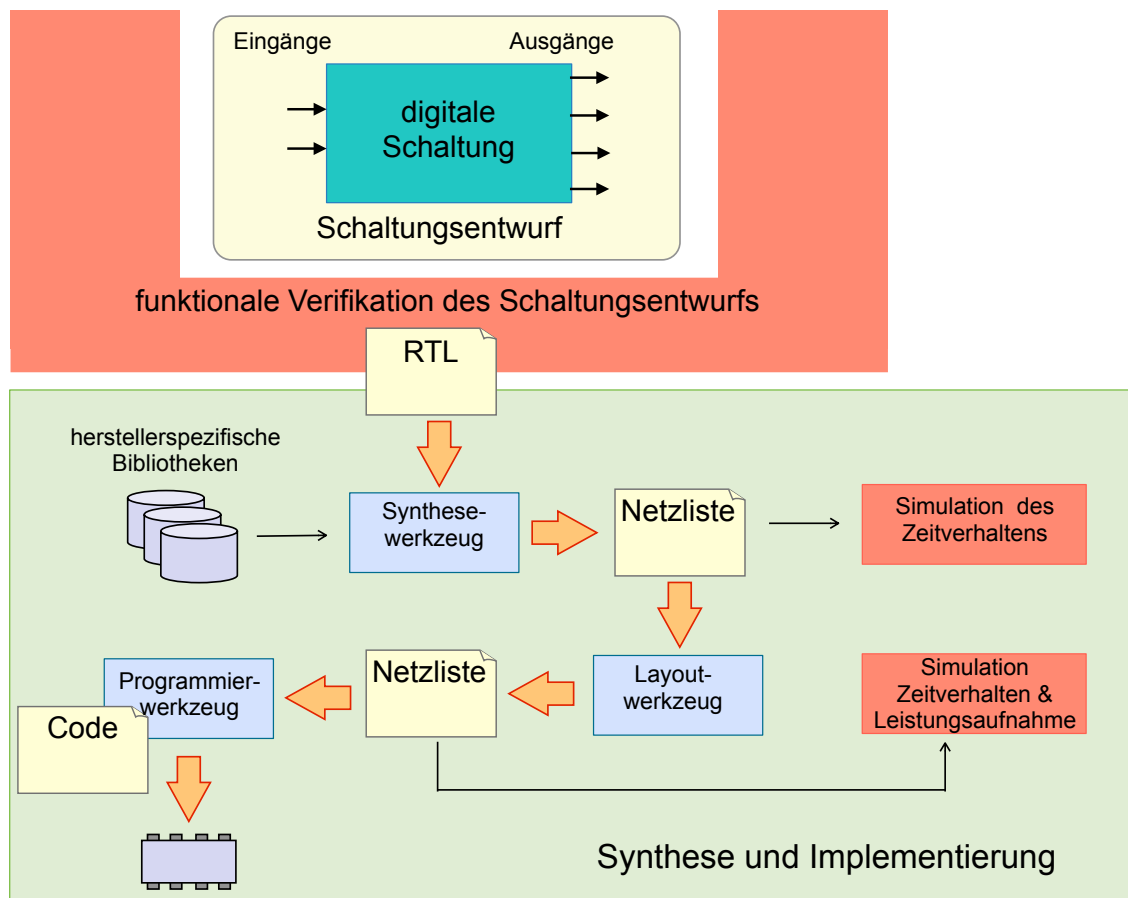 Eingänge
Ausgänge
digitale
Schaltung
Schaltungsentwurf
funktionale Verifikation des Schaltungsentwurfs
RTL
herstellerspezifische
Bibliotheken
Synthese-
werkzeug
Netzliste
Simulation des
Zeitverhaltens
Programmier-
werkzeug
Code
Netzliste
Layout-
werkzeug
Simulation
Zeitverhalten &
Leistungsaufnahme
Synthese und Implementierung